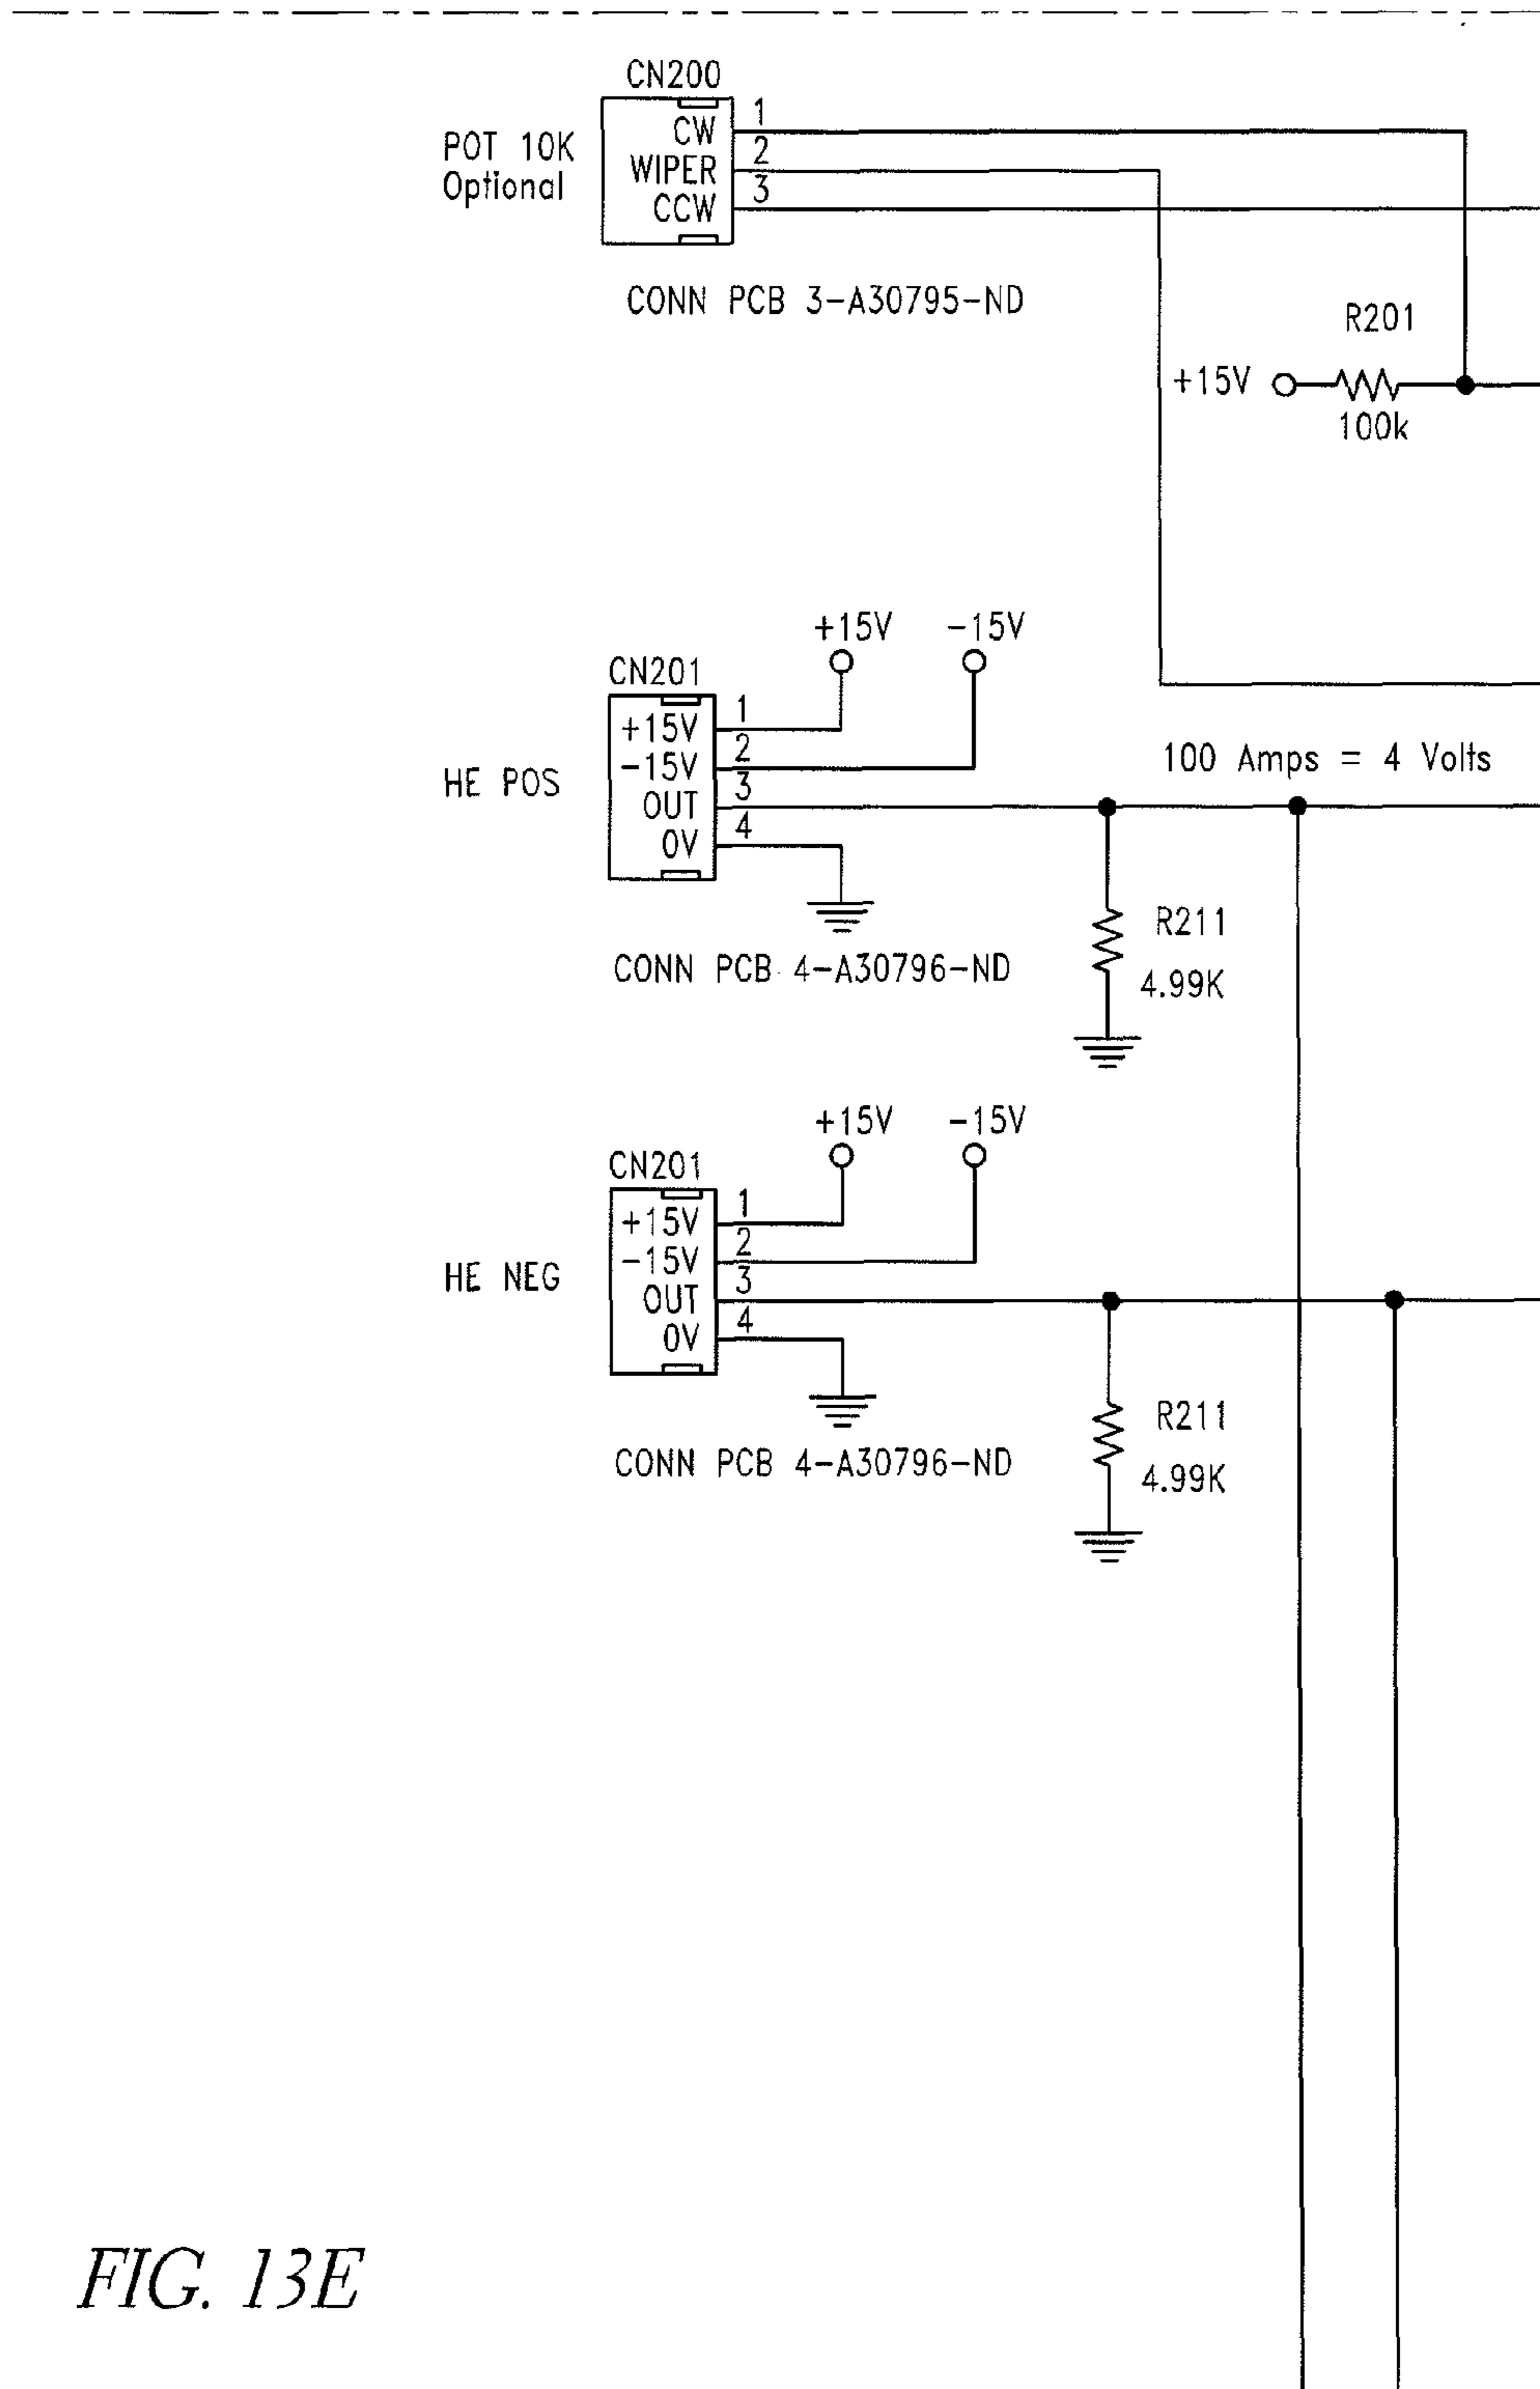 CN200
POT 10K
Optional
CW
WIPER
CCW
1
2
3
CONN PCB 3-A30795-ND
R201
+15V
100k
+15V
-15V
CN201
HE POS
+15V
-15V
OUT
0V
1
2
3
4
100 Amps = 4 Volts
R211
4.99K
CONN PCB 4-A30796-ND
+15V
-15V
CN201
HE NEG
+15V
-15V
OUT
0V
1
2
3
4
R211
4.99K
CONN PCB 4-A30796-ND
FIG. 13E